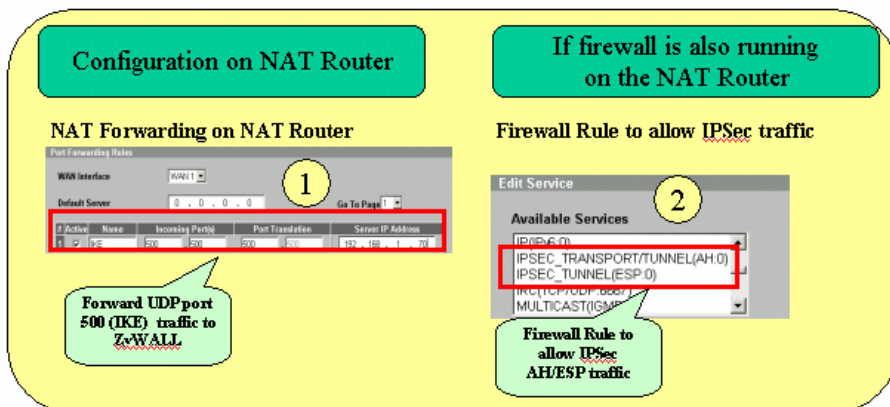 Configuration on NAT Router
If firewall is also running
on the NAT Router
NAT Forwarding on NAT Router
Firewall Rule to allow IPSec traffic
Port Forwarding Rules
WAN Interface
WAN 1
1
Default Server
0 . 0 . 0 . 0
Go To Page 1
# Active Name Incoming Port(s) Port Translation Server IP Address
1 IKE 500 500 500 500 192 . 168 . 1 . 70
Forward UDP port
500 (IKE) traffic to
ZyWALL
Edit Service
2
Available Services
IP(IPv6:0)
IPSEC_TRANSPORT/TUNNEL(AH:0)
IPSEC_TUNNEL(ESP:0)
IRC(TCP/UDP:6667)
MULTICAST(IGMP
Firewall Rule to
allow IPSec
AH/ESP traffic